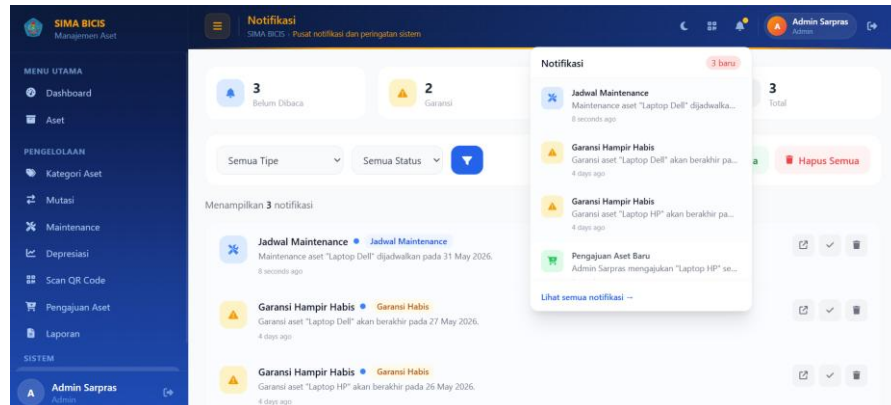 SIMA BICIS
Manajemen Aset
MENU UTAMA
Dashboard
Aset
PENGELOLAAN
Kategori Aset
Mutasi
Maintenance
Depresiasi
Scan QR Code
Pengajuan Aset
Laporan
SISTEM
A
Admin Sarpras
Admin
Notifikasi
SIMA BICIS - Pusat notifikasi dan peringatan sistem
A
Admin Sarpras
Admin
3
Belum Dibaca
2
Garansi
3
Total
Semua Tipe
Semua Status
a
Hapus Semua
Menampilkan 3 notifikasi
Jadwal Maintenance
Jadwal Maintenance
Maintenance aset "Laptop Dell" dijadwalkan pada 31 May 2026.
8 seconds ago
Garansi Hampir Habis
Garansi Habis
Garansi aset "Laptop Dell" akan berakhir pada 27 May 2026.
4 days ago
Garansi Hampir Habis
Garansi Habis
Garansi aset "Laptop HP" akan berakhir pada 26 May 2026.
4 days ago
Notifikasi
3 baru
Jadwal Maintenance
Maintenance aset "Laptop Dell" dijadwalka...
8 seconds ago
Garansi Hampir Habis
Garansi aset "Laptop Dell" akan berakhir pa...
4 days ago
Garansi Hampir Habis
Garansi aset "Laptop HP" akan berakhir pa...
4 days ago
Pengajuan Aset Baru
Admin Sarpras mengajukan "Laptop HP" se...
Lihat semua notifikasi →